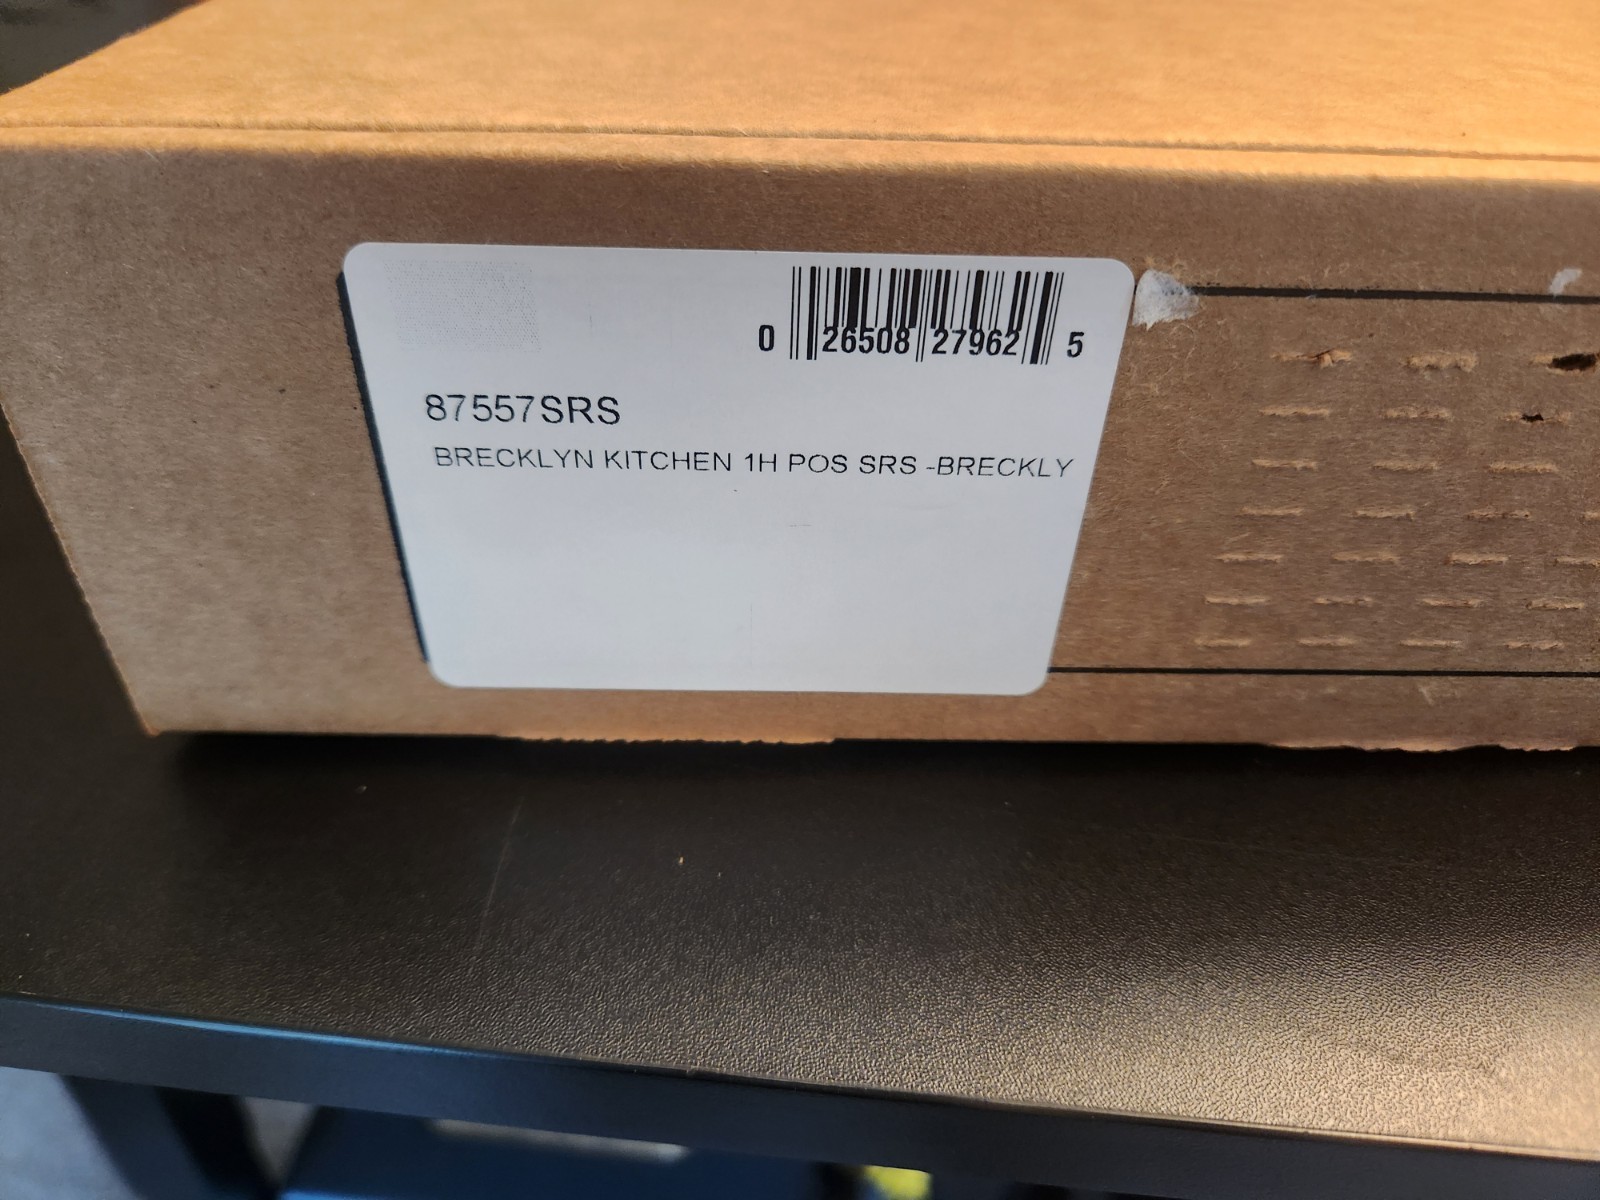 0 26508 27962 5
87557SRS
BRECKLYN KITCHEN 1H POS SRS -BRECKLY